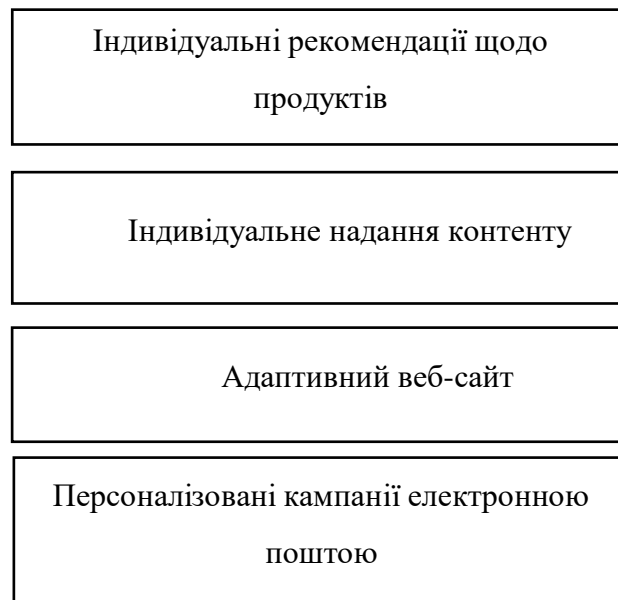 Індивідуальні рекомендації щодо
продуктів
Індивідуальне надання контенту
Адаптивний веб-сайт
Персоналізовані кампанії електронною
поштою